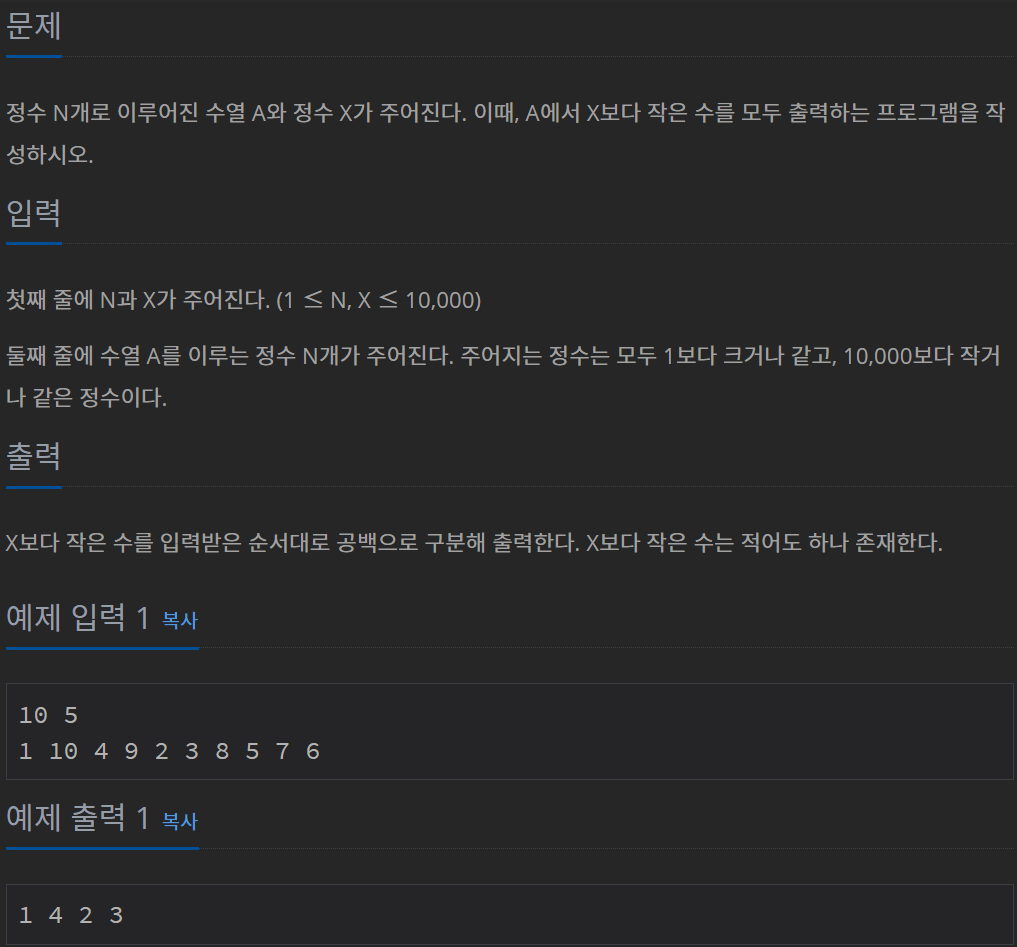 문제
정수 N개로 이루어진 수열 A와 정수 X가 주어진다. 이때, A에서 X보다 작은 수를 모두 출력하는 프로그램을 작
성하시오.
입력
첫째 줄에 N과 X가 주어진다. (1 ≤ N, X ≤ 10,000)
둘째 줄에 수열 A를 이루는 정수 N개가 주어진다. 주어지는 정수는 모두 1보다 크거나 같고, 10,000보다 작거
나 같은 정수이다.
출력
X보다 작은 수를 입력받은 순서대로 공백으로 구분해 출력한다. X보다 작은 수는 적어도 하나 존재한다.
예제 입력 1 복사
10 5
1 10 4 9 2 3 8 5 7 6
예제 출력 1 복사
1 4 2 3